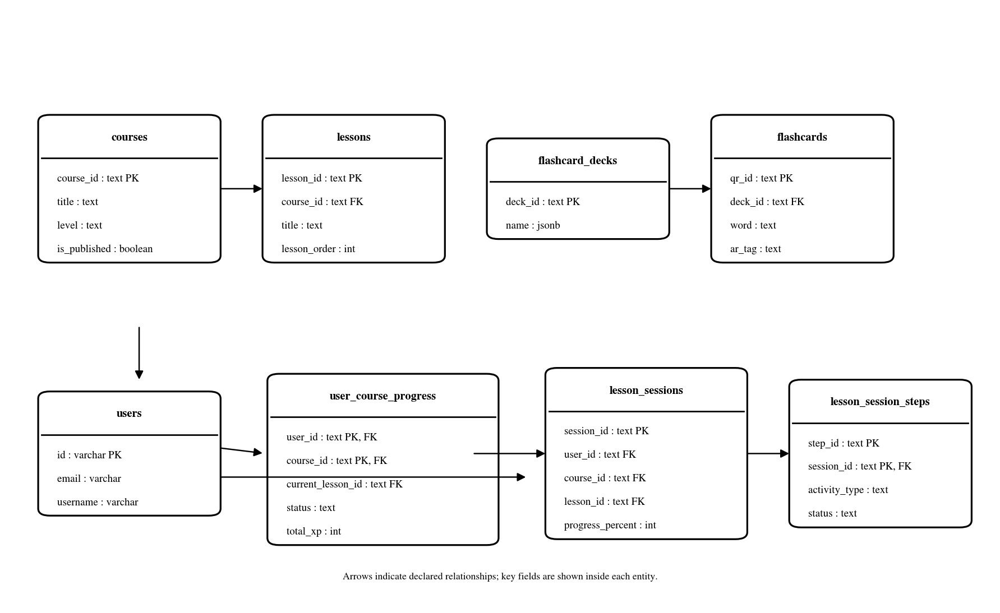 courses
course_id : text PK
title : text
level : text
is_published : boolean
lessons
lesson_id : text PK
course_id : text FK
title : text
lesson_order : int
flashcard_decks
deck_id : text PK
name : jsonb
flashcards
qr_id : text PK
deck_id : text FK
word : text
ar_tag : text
users
id : varchar PK
email : varchar
username : varchar
user_course_progress
user_id : text PK, FK
course_id : text PK, FK
current_lesson_id : text FK
status : text
total_xp : int
lesson_sessions
session_id : text PK
user_id : text FK
course_id : text FK
lesson_id : text FK
progress_percent : int
lesson_session_steps
step_id : text PK
session_id : text PK, FK
activity_type : text
status : text
Arrows indicate declared relationships; key fields are shown inside each entity.